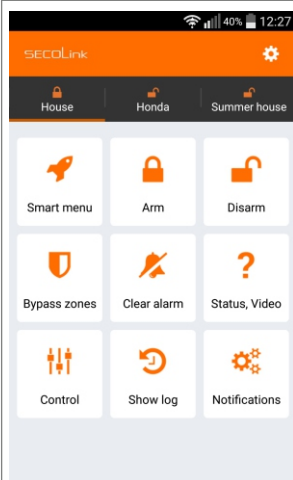 40% 12:27
SECOLink
House Honda Summer house
Smart menu Arm Disarm
Bypass zones Clear alarm Status, Video
Control Show log Notifications